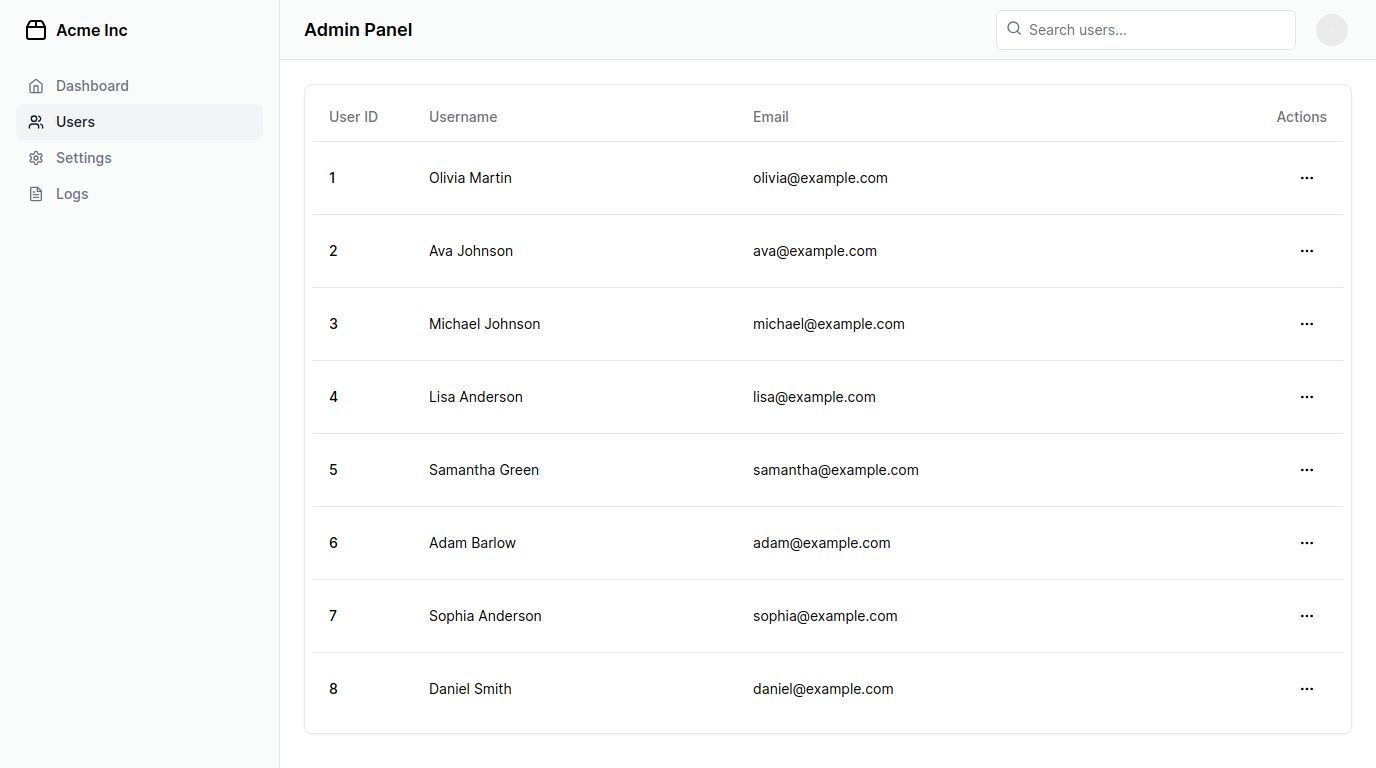 Acme Inc
Dashboard
Users
Settings
Logs
Admin Panel
Search users...
User ID Username Email Actions
1 Olivia Martin olivia@example.com
2 Ava Johnson ava@example.com
3 Michael Johnson michael@example.com
4 Lisa Anderson lisa@example.com
5 Samantha Green samantha@example.com
6 Adam Barlow adam@example.com
7 Sophia Anderson sophia@example.com
8 Daniel Smith daniel@example.com